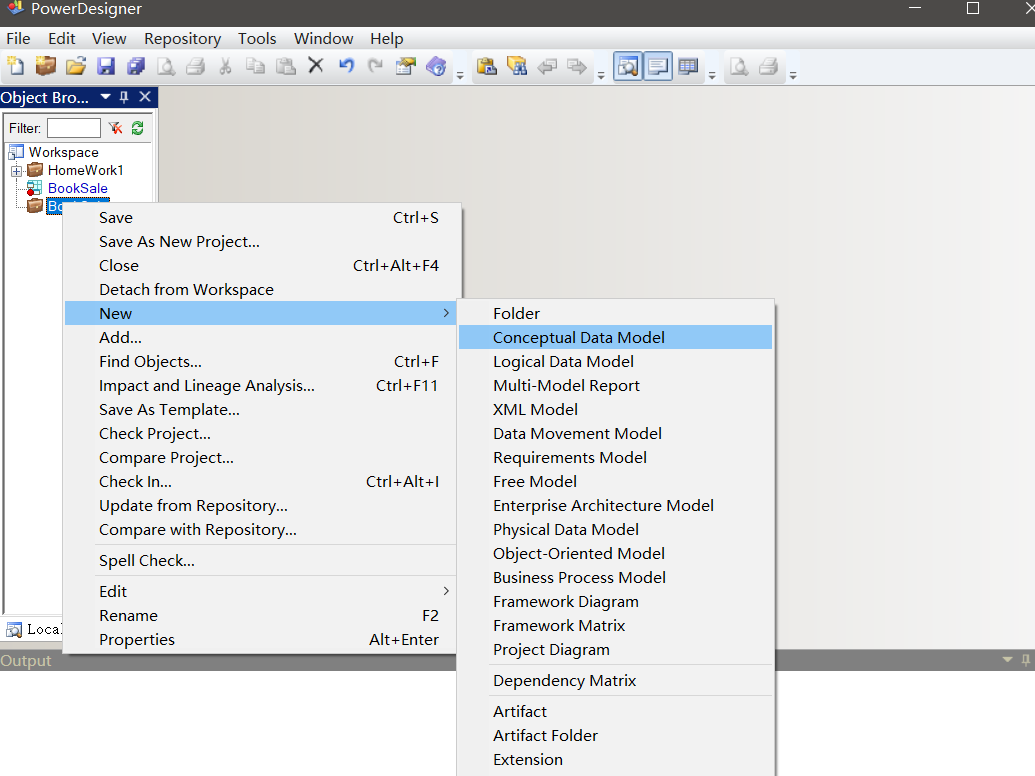 PowerDesigner
File Edit View Repository Tools Window Help
Object Bro...
Filter:
Workspace
HomeWork1
BookSale
Save Ctrl+S
Save As New Project...
Close Ctrl+Alt+F4
Detach from Workspace
New
Add...
Find Objects... Ctrl+F
Impact and Lineage Analysis... Ctrl+F11
Save As Template...
Check Project...
Compare Project...
Check In... Ctrl+Alt+I
Update from Repository...
Compare with Repository...
Spell Check...
Edit
Rename F2
Properties Alt+Enter
Folder
Conceptual Data Model
Logical Data Model
Multi-Model Report
XML Model
Data Movement Model
Requirements Model
Free Model
Enterprise Architecture Model
Physical Data Model
Object-Oriented Model
Business Process Model
Framework Diagram
Framework Matrix
Project Diagram
Dependency Matrix
Artifact
Artifact Folder
Extension
Local
Output